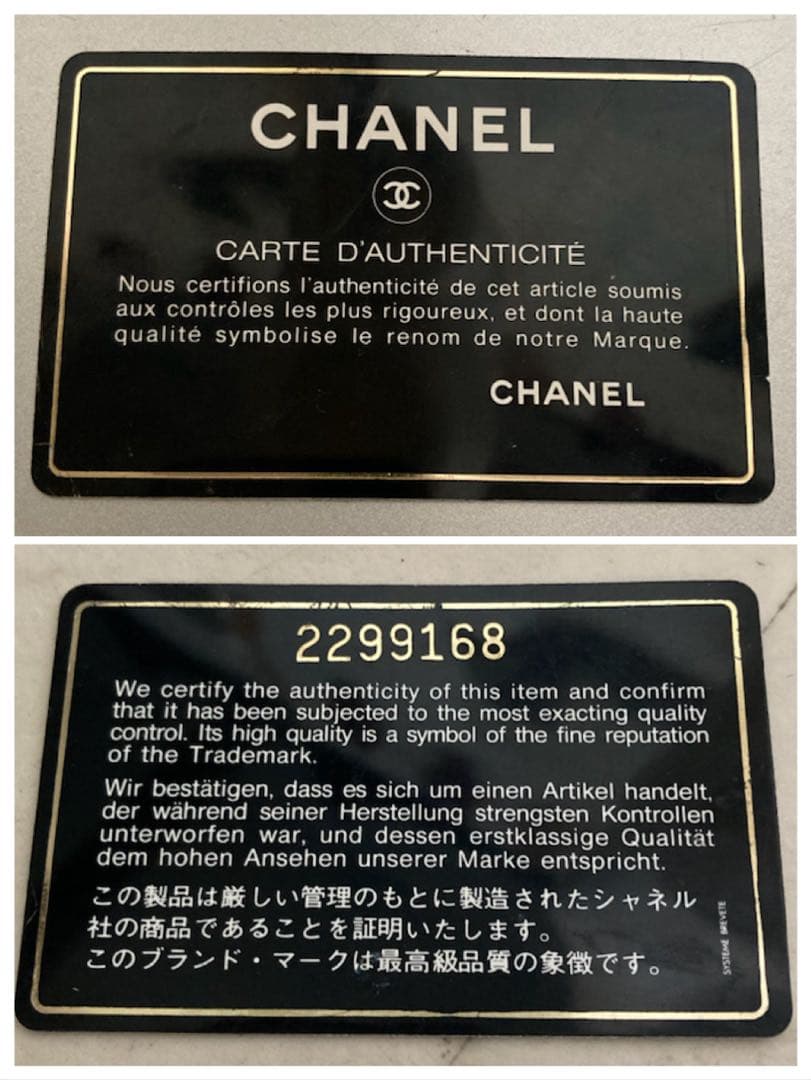 CHANEL
CARTE D'AUTHENTICITÉ
Nous certifions l'authenticité de cet article soumis
aux contrôles les plus rigoureux, et dont la haute
qualité symbolise le renom de notre Marque.
CHANEL
2299168
We certify the authenticity of this item and confirm
that it has been subjected to the most exacting quality
control. Its high quality is a symbol of the fine reputation
of the Trademark.
Wir bestätigen, dass es sich um einen Artikel handelt,
der während seiner Herstellung strengsten Kontrollen
unterworfen war, und dessen erstklassige Qualität
dem hohen Ansehen unserer Marke entspricht.
この製品は厳しい管理のもとに製造されたシャネル
社の商品であることを証明いたします。
このブランド・マークは最高級品質の象徴です。
SYSTEME BREVETE